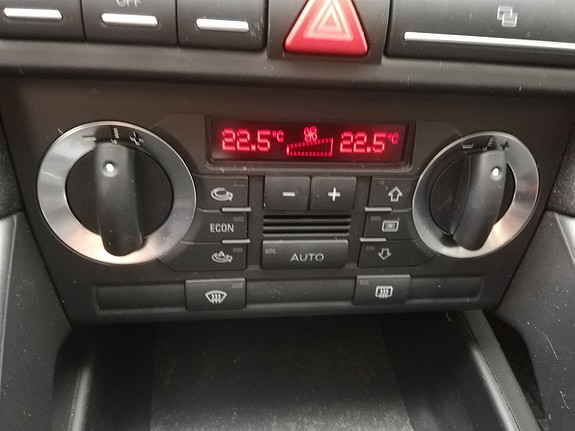 OFF
22.5°C 22.5°C
- +
ECON
AUTO